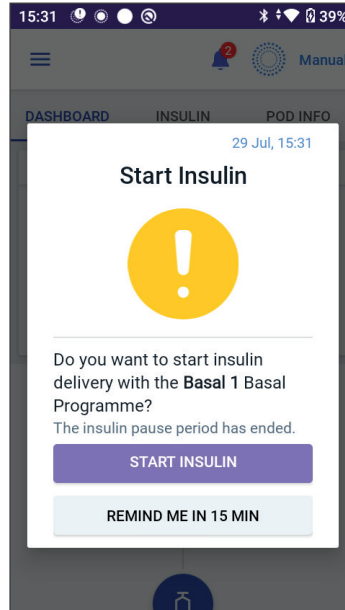 15:31 39%
2
Manual
DASHBOARD INSULIN POD INFO
29 Jul, 15:31
Start Insulin
!
Do you want to start insulin
delivery with the Basal 1 Basal
Programme?
The insulin pause period has ended.
START INSULIN
REMIND ME IN 15 MIN